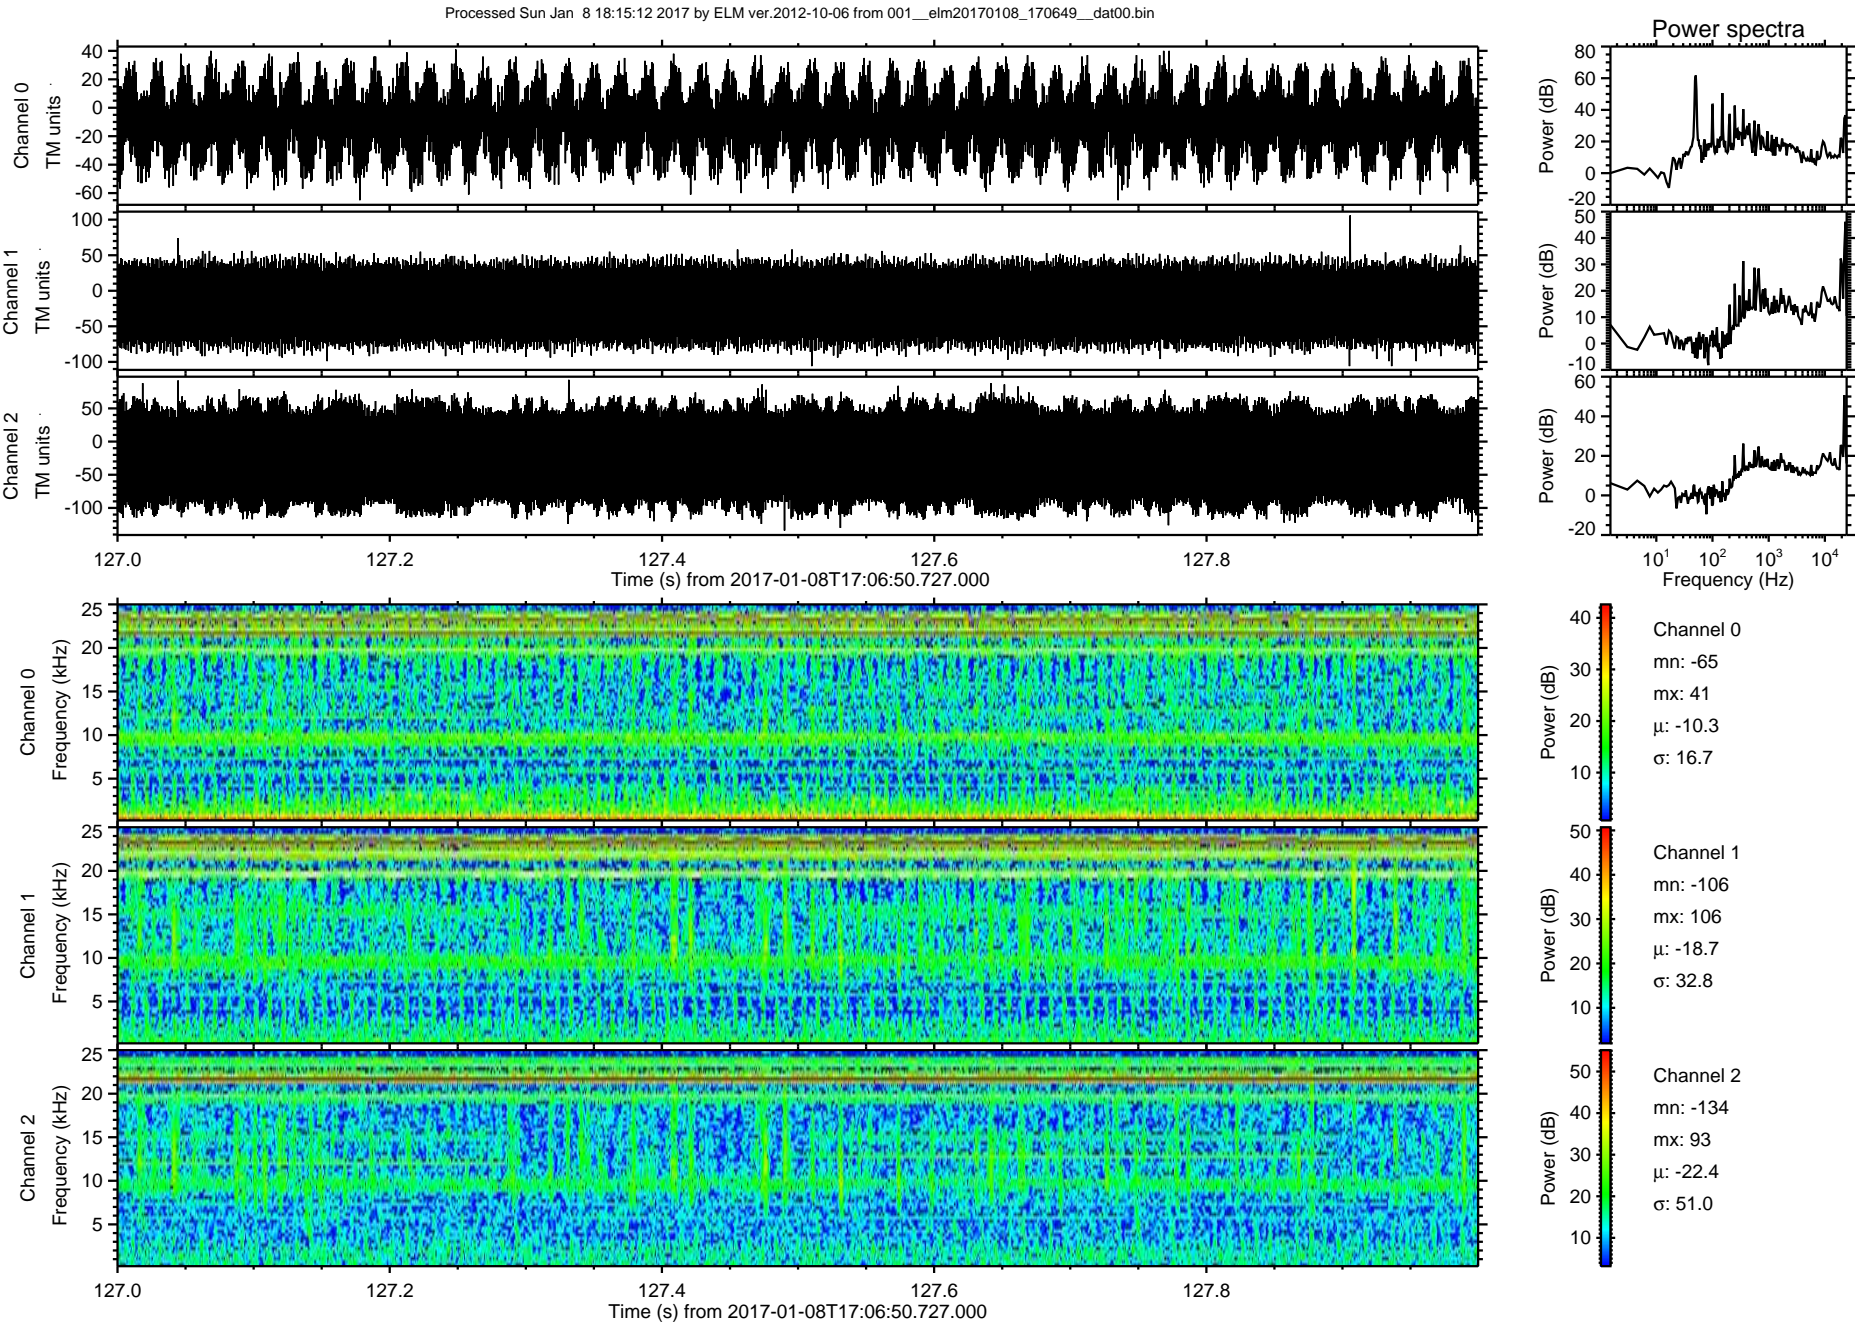 Processed Sun Jan  8 18:15:12 2017 by ELM ver.2012-10-06 from 001__elm20170108_170649__dat00.bin
Power spectra
Channel 0
TM units
40
20
0
-20
-40
-60
Power (dB)
80
60
40
20
0
-20
Channel 1
TM units
100
50
0
-50
-100
Power (dB)
50
40
30
20
10
0
-10
Channel 2
TM units
50
0
-50
-100
Power (dB)
60
40
20
0
-20
127.0 127.2 127.4 127.6 127.8
Time (s) from 2017-01-08T17:06:50.727.000
10^1 10^2 10^3 10^4
Frequency (Hz)
Channel 0
Frequency (kHz)
25
20
15
10
5
Power (dB)
40
30
20
10
Channel 0
mn: -65
mx: 41
μ: -10.3
σ: 16.7
Channel 1
Frequency (kHz)
25
20
15
10
5
Power (dB)
50
40
30
20
10
Channel 1
mn: -106
mx: 106
μ: -18.7
σ: 32.8
Channel 2
Frequency (kHz)
25
20
15
10
5
Power (dB)
50
40
30
20
10
Channel 2
mn: -134
mx: 93
μ: -22.4
σ: 51.0
127.0 127.2 127.4 127.6 127.8
Time (s) from 2017-01-08T17:06:50.727.000